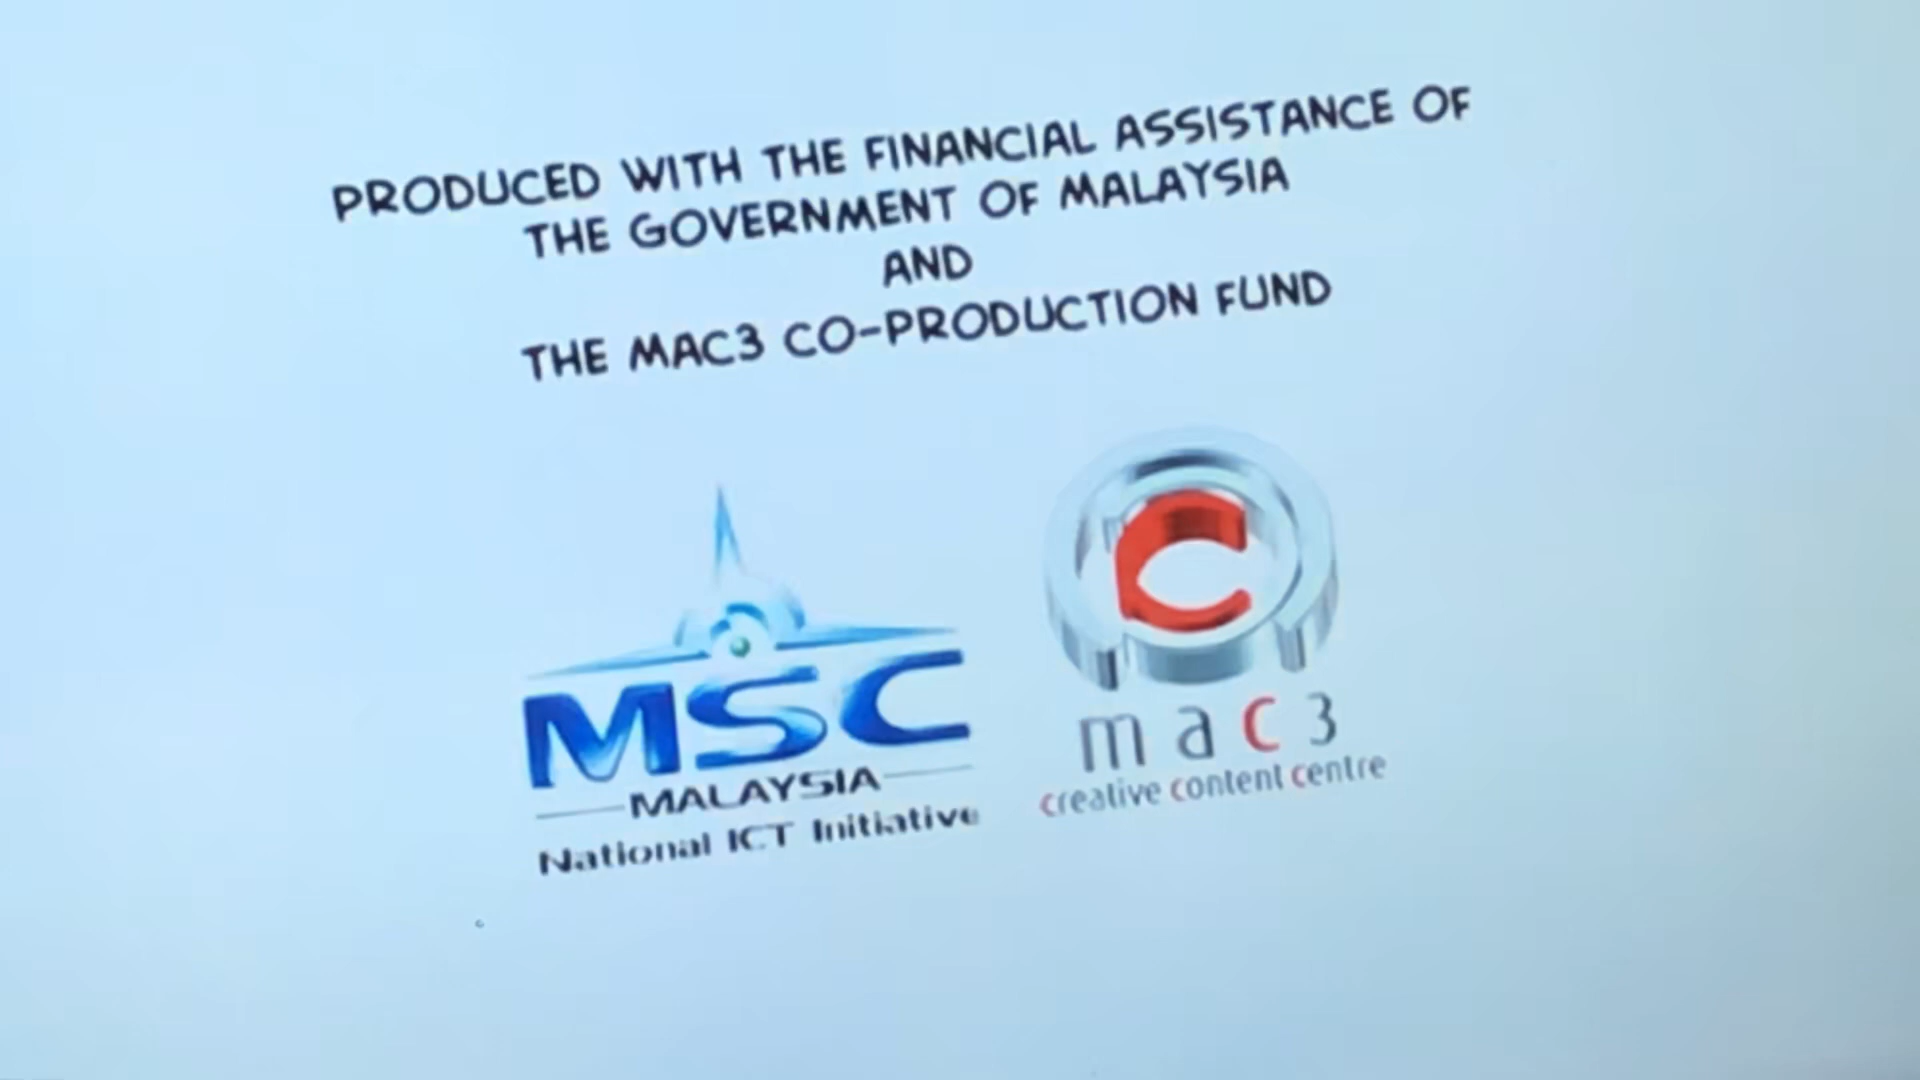 PRODUCED WITH THE FINANCIAL ASSISTANCE OF
THE GOVERNMENT OF MALAYSIA
AND
THE MAC3 CO-PRODUCTION FUND
MSC
MALAYSIA
National ICT Initiative
C
mac3
creative content centre